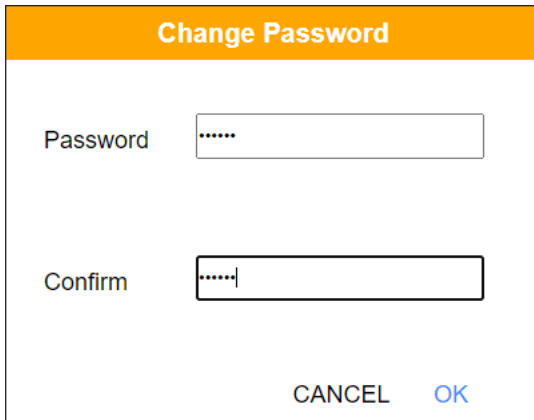 Change Password
Password ••••••
Confirm ••••••
CANCEL OK